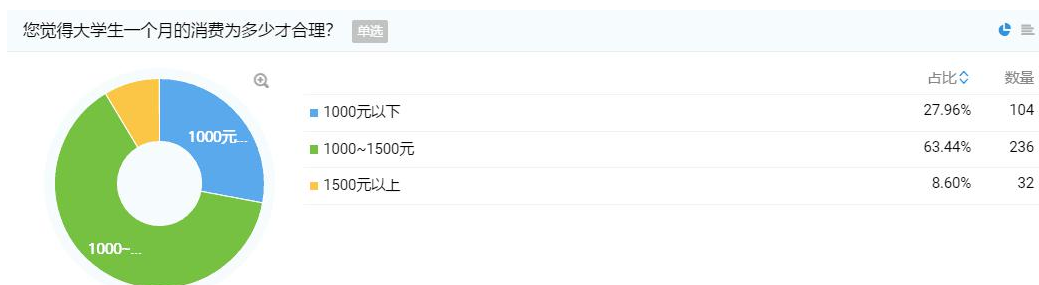 您觉得大学生一个月的消费为多少才合理? 单选
占比 数量
1000元以下 27.96% 104
1000~1500元 63.44% 236
1500元以上 8.60% 32
1000元...
1000~...